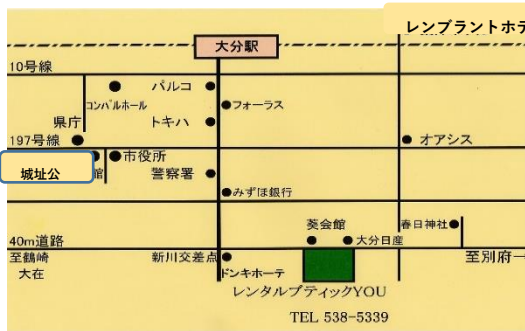 レンブラントホテ
大分駅
10号線
コンパルホール
パルコ
フォーラス
県庁
トキハ
197号線
オアシス
城址公
館
市役所
警察署
みずほ銀行
葵会館
春日神社
40m道路
大分日産
至鶴崎
大在
新川交差点
ドンキホーテ
至別府→
レンタルブティックYOU
TEL 538-5339